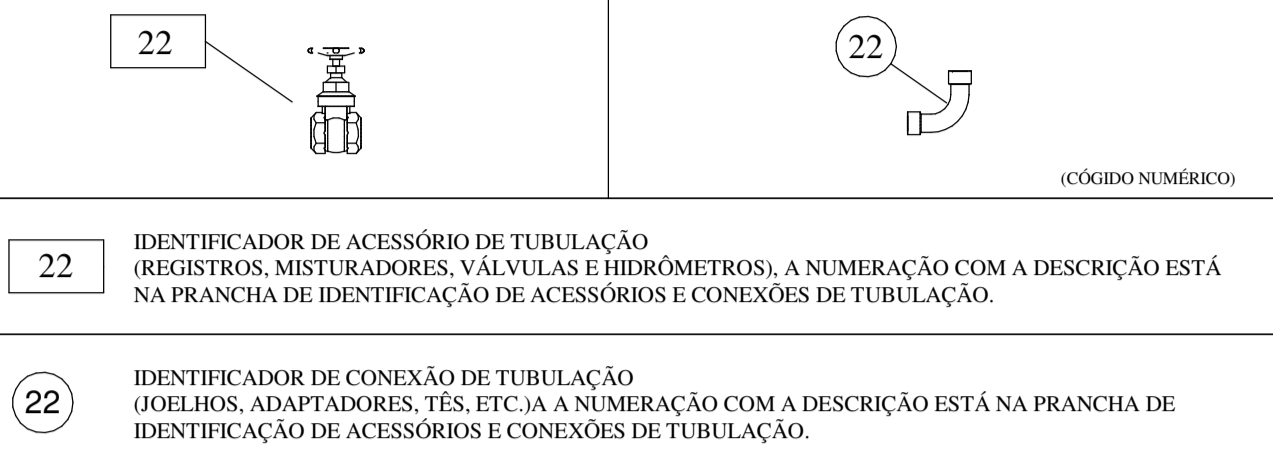 22
22
(CÓGIDO NUMÉRICO)
22
IDENTIFICADOR DE ACESSÓRIO DE TUBULAÇÃO
(REGISTROS, MISTURADORES, VÁLVULAS E HIDRÔMETROS), A NUMERAÇÃO COM A DESCRIÇÃO ESTÁ
NA PRANCHA DE IDENTIFICAÇÃO DE ACESSÓRIOS E CONEXÕES DE TUBULAÇÃO.
22
IDENTIFICADOR DE CONEXÃO DE TUBULAÇÃO
(JOELHOS, ADAPTADORES, TÊS, ETC.)A A NUMERAÇÃO COM A DESCRIÇÃO ESTÁ NA PRANCHA DE
IDENTIFICAÇÃO DE ACESSÓRIOS E CONEXÕES DE TUBULAÇÃO.